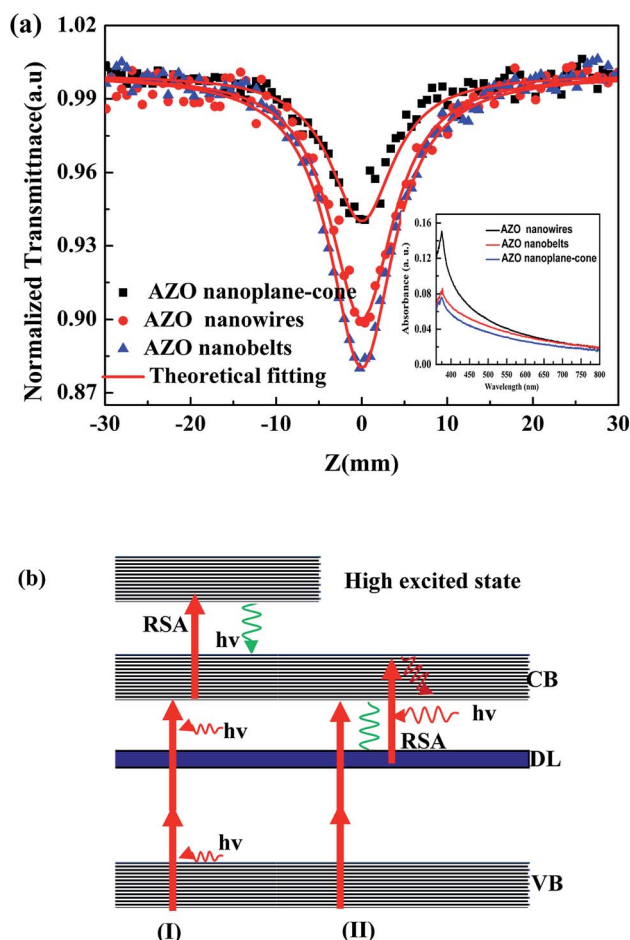 (a)
1.02
0.99
0.96
0.93
0.90
0.87
Normalized Transmittnace(a.u)
AZO nanoplane-cone
AZO nanowires
AZO nanobelts
Theoretical fitting
-30 -20 -10 0 10 20 30
Z(mm)
0.16
0.12
0.08
0.04
0.00
Absorbance (a. u.)
AZO nanowires
AZO nanobelts
AZO nanoplane-cone
400 450 500 550 600 650 700 750 800
Wavelength (nm)
(b)
High excited state
RSA
hv
CB
hv
hv
RSA
DL
hv
VB
(I) (II)